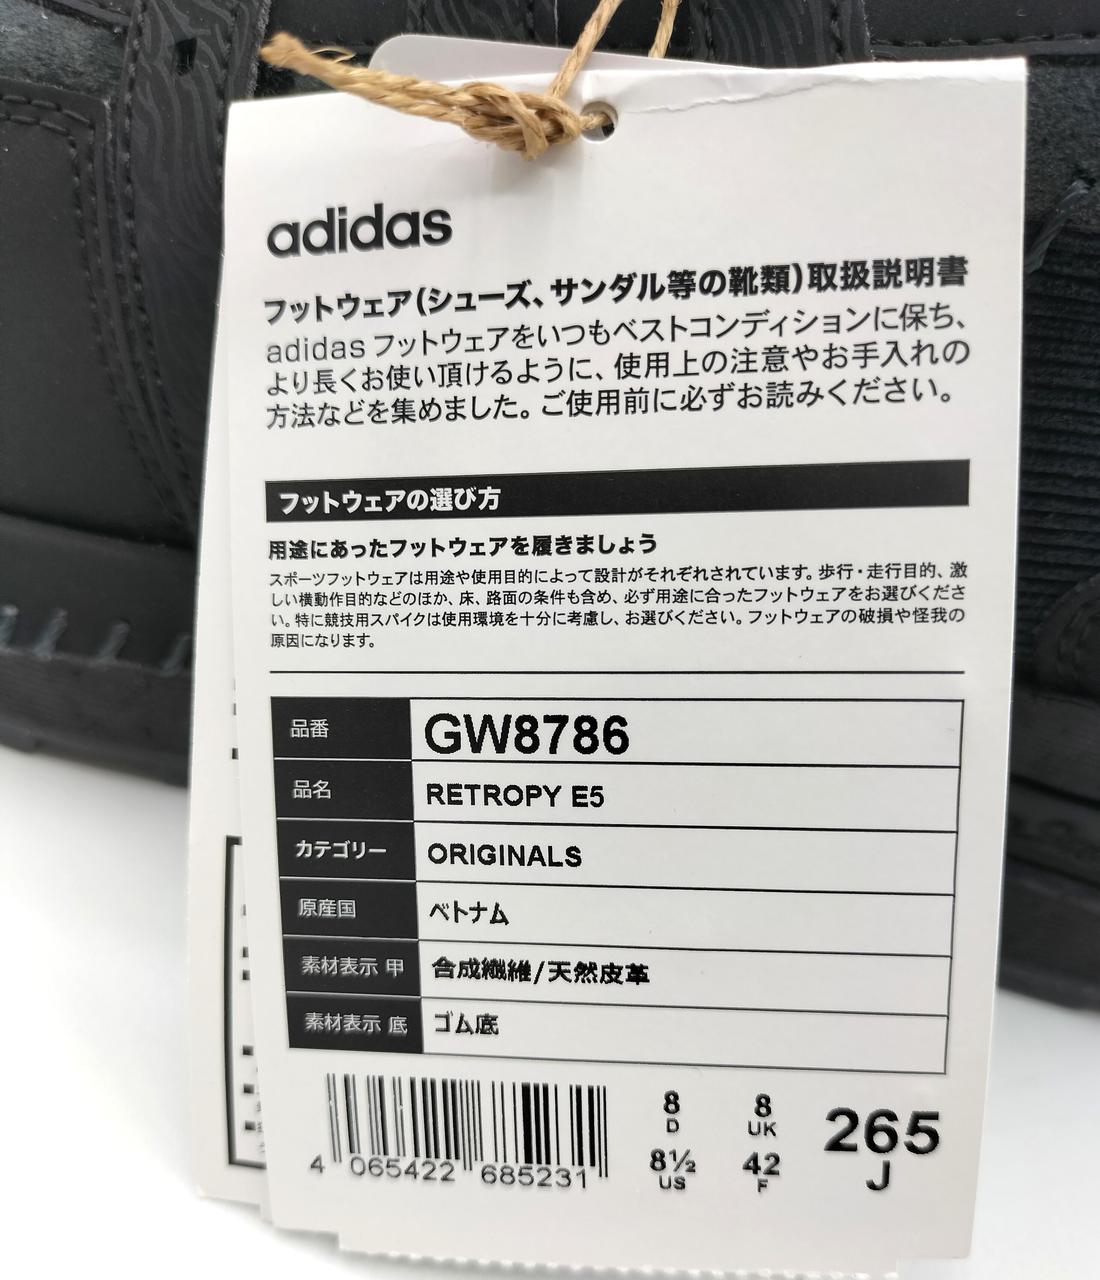 adidas
フットウェア(シューズ、サンダル等の靴類)取扱説明書
adidas フットウェアをいつもベストコンディションに保ち、
より長くお使い頂けるように、使用上の注意やお手入れの
方法などを集めました。ご使用前に必ずお読みください。
フットウェアの選び方
用途にあったフットウェアを履きましょう
スポーツフットウェアは用途や使用目的によって設計がそれぞれされています。歩行・走行目的、激
しい横動作目的などのほか、床、路面の条件も含め、必ず用途に合ったフットウェアをお選びくださ
い。特に競技用スパイクは使用環境を十分に考慮し、お選びください。フットウェアの破損や怪我の
原因になります。
品番 GW8786
品名 RETROPY E5
カテゴリー ORIGINALS
原産国 ベトナム
素材表示 甲 合成繊維/天然皮革
素材表示 底 ゴム底
4 065422 685231
8 D 8 UK 265 J
8½ US 42 F